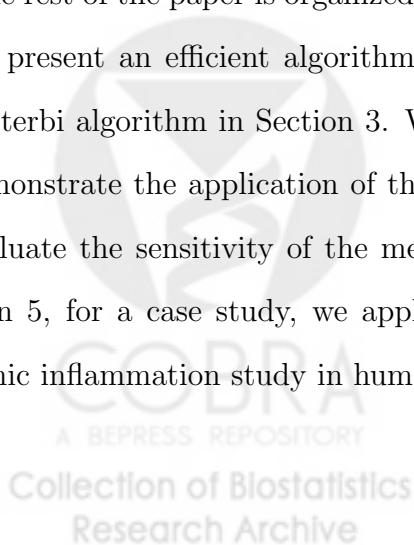 he rest of the paper is organized
present an efficient algorithm
terbi algorithm in Section 3.
monstrate the application of th
luate the sensitivity of the me
n 5, for a case study, we appl
nic inflammation study in hum
COBRA
A BEPRESS REPOSITORY
Collection of Biostatistics
Research Archive